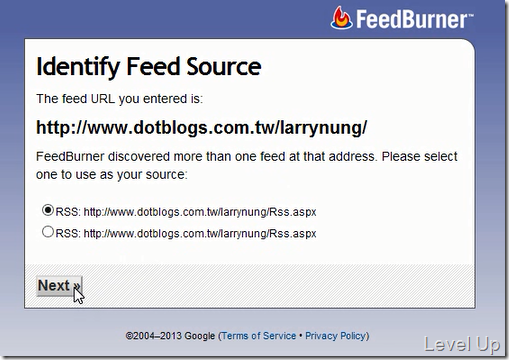 FeedBurner™
Identify Feed Source
The feed URL you entered is:
http://www.dotblogs.com.tw/larrynung/
FeedBurner discovered more than one feed at that address. Please select
one to use as your source:
RSS: http://www.dotblogs.com.tw/larrynung/Rss.aspx
RSS: http://www.dotblogs.com.tw/larrynung/Rss.aspx
Next »
©2004–2013 Google (Terms of Service • Privacy Policy)
Level Up